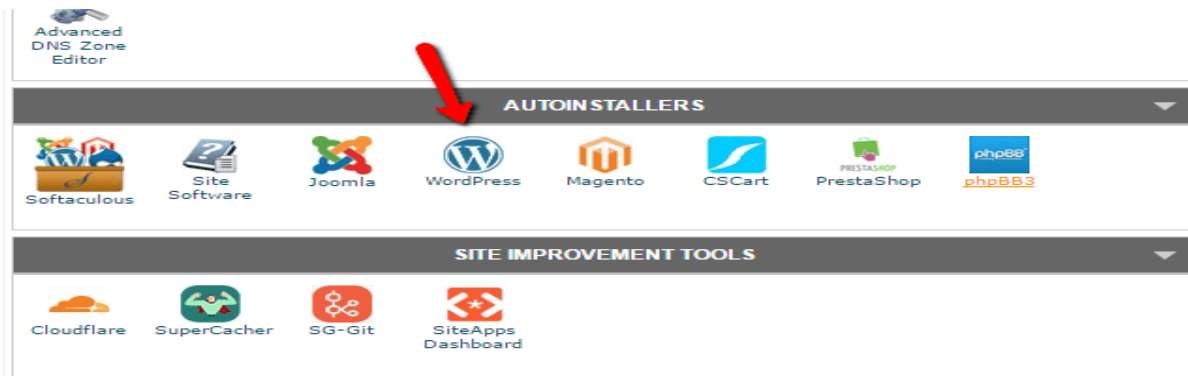 Advanced
DNS Zone
Editor
AUTOINSTALLERS
Softaculous
Site
Software
Joomla
WordPress
Magento
CSCart
PRESTASHOP
PrestaShop
phpBB
phpBB3
SITE IMPROVEMENT TOOLS
Cloudflare
SuperCacher
SG-Git
SiteApps
Dashboard